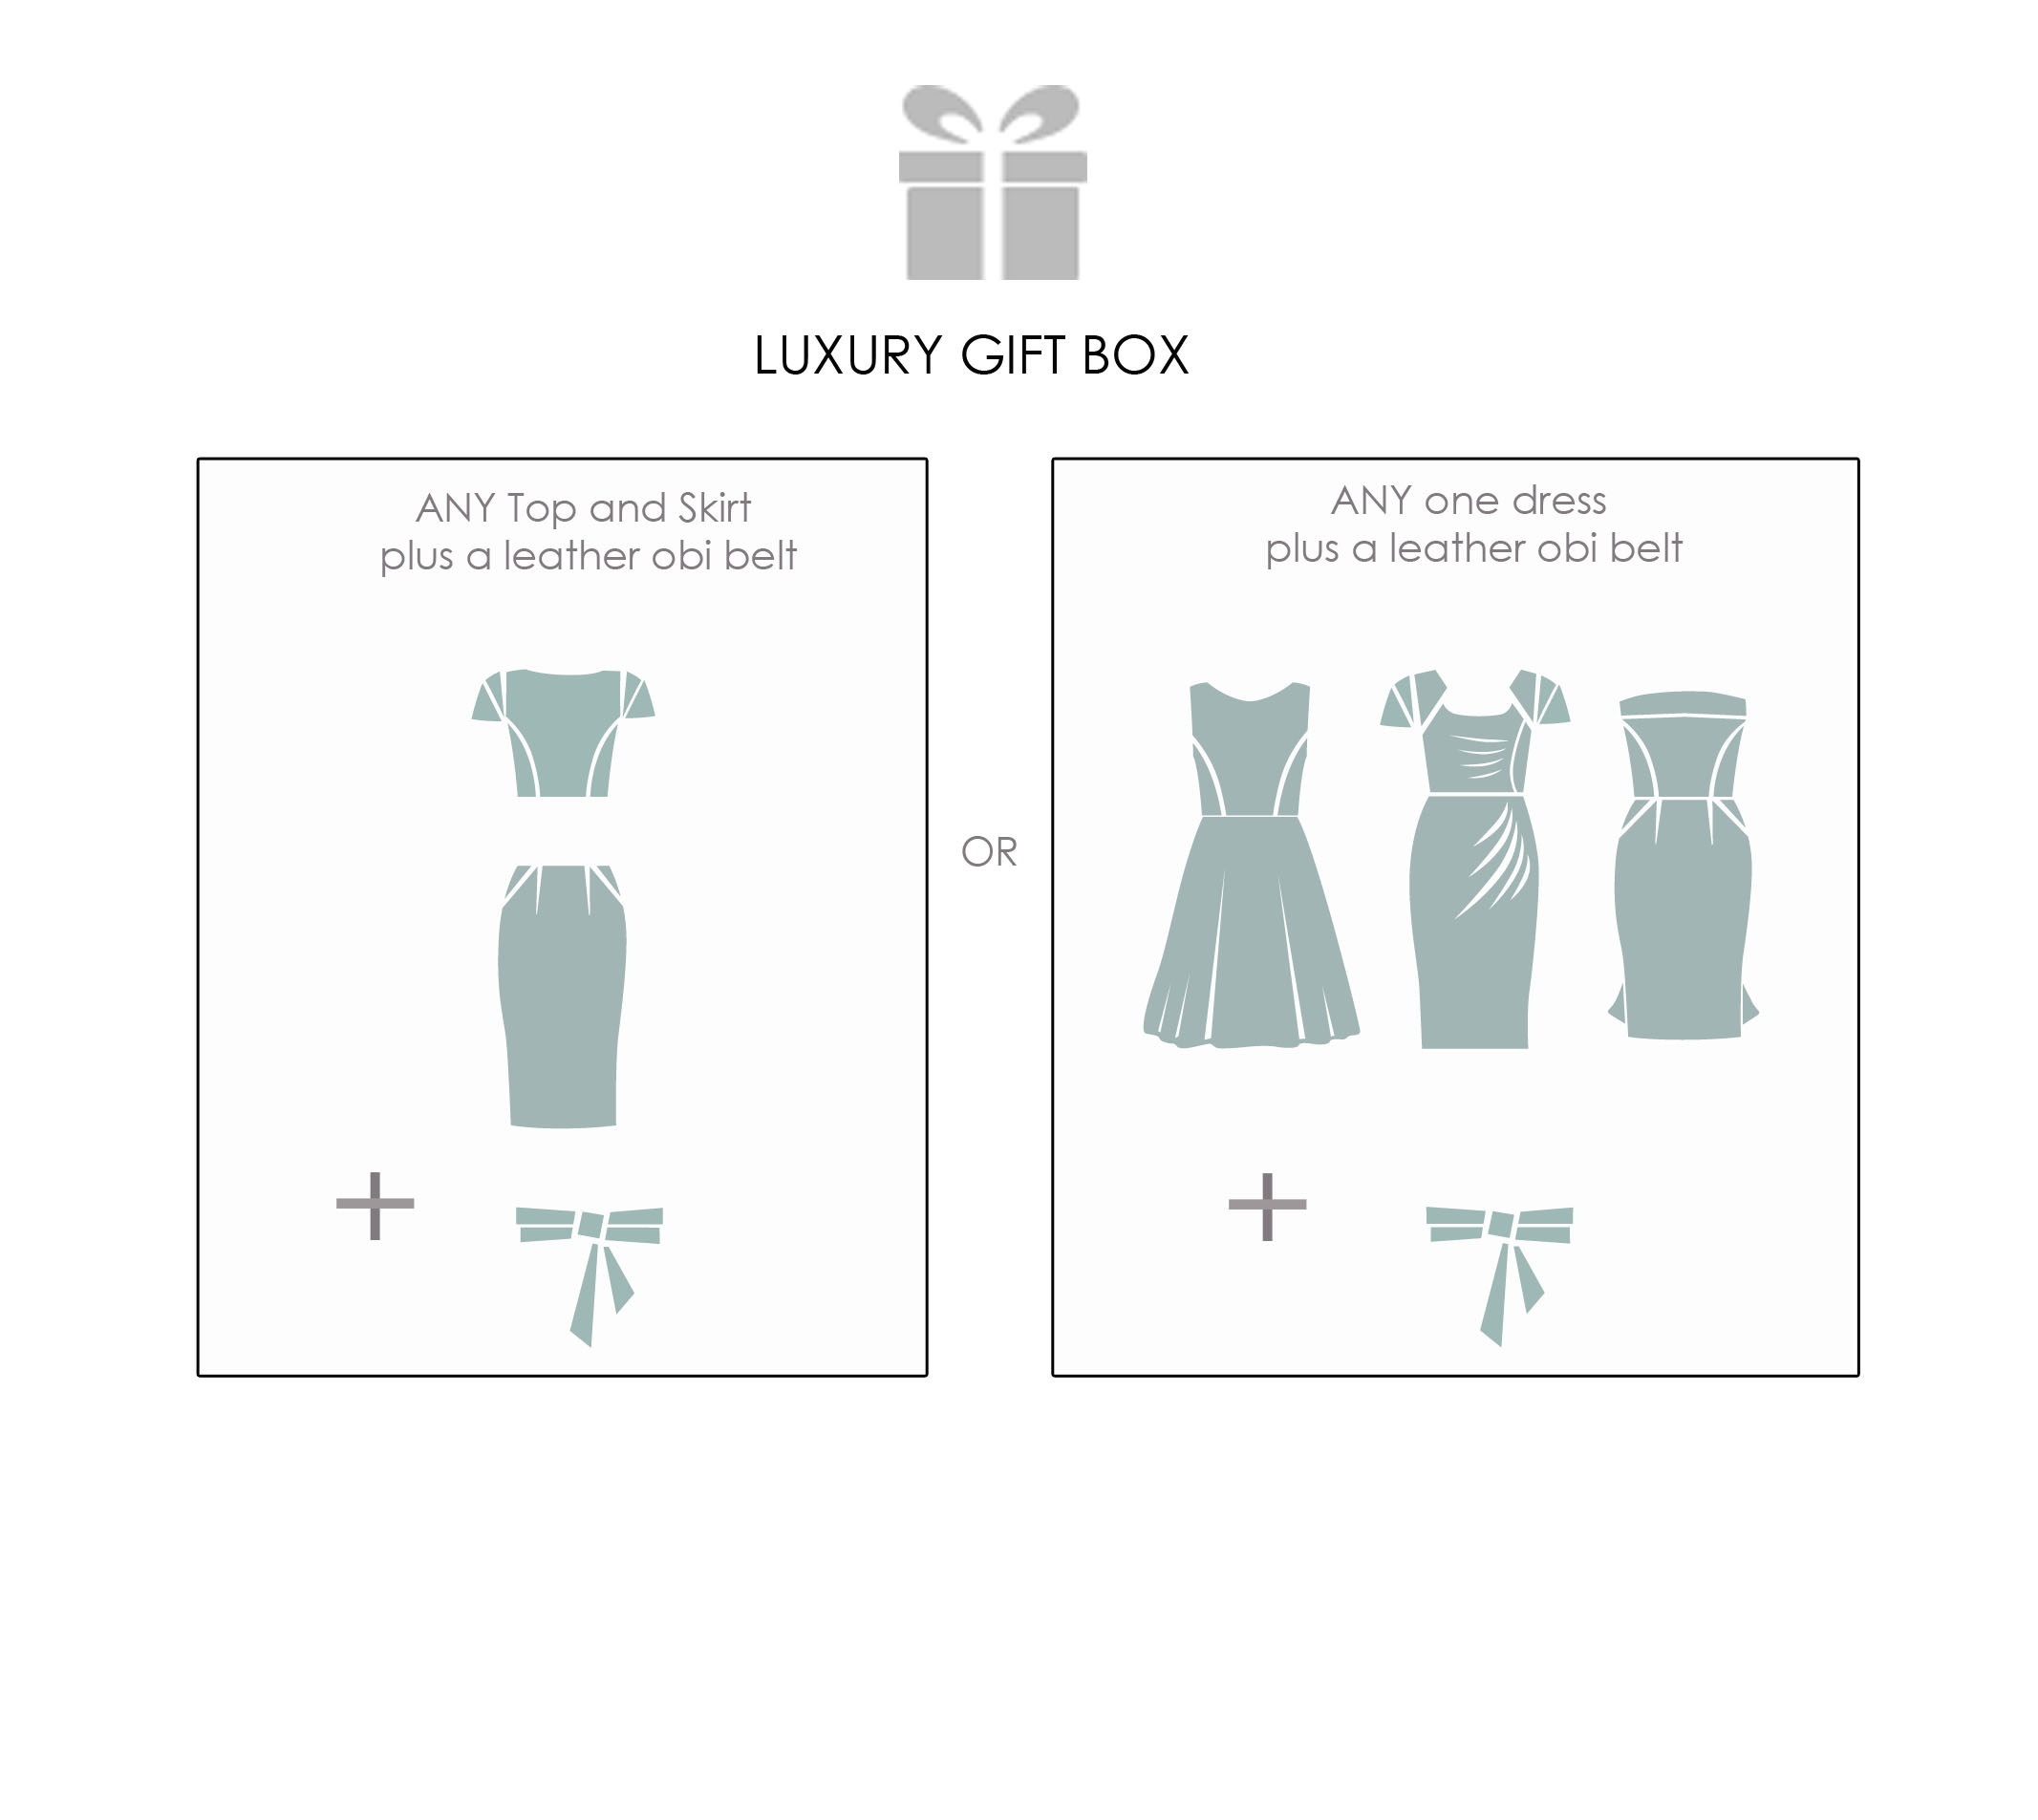 LUXURY GIFT BOX
ANY Top and Skirt
plus a leather obi belt
OR
ANY one dress
plus a leather obi belt